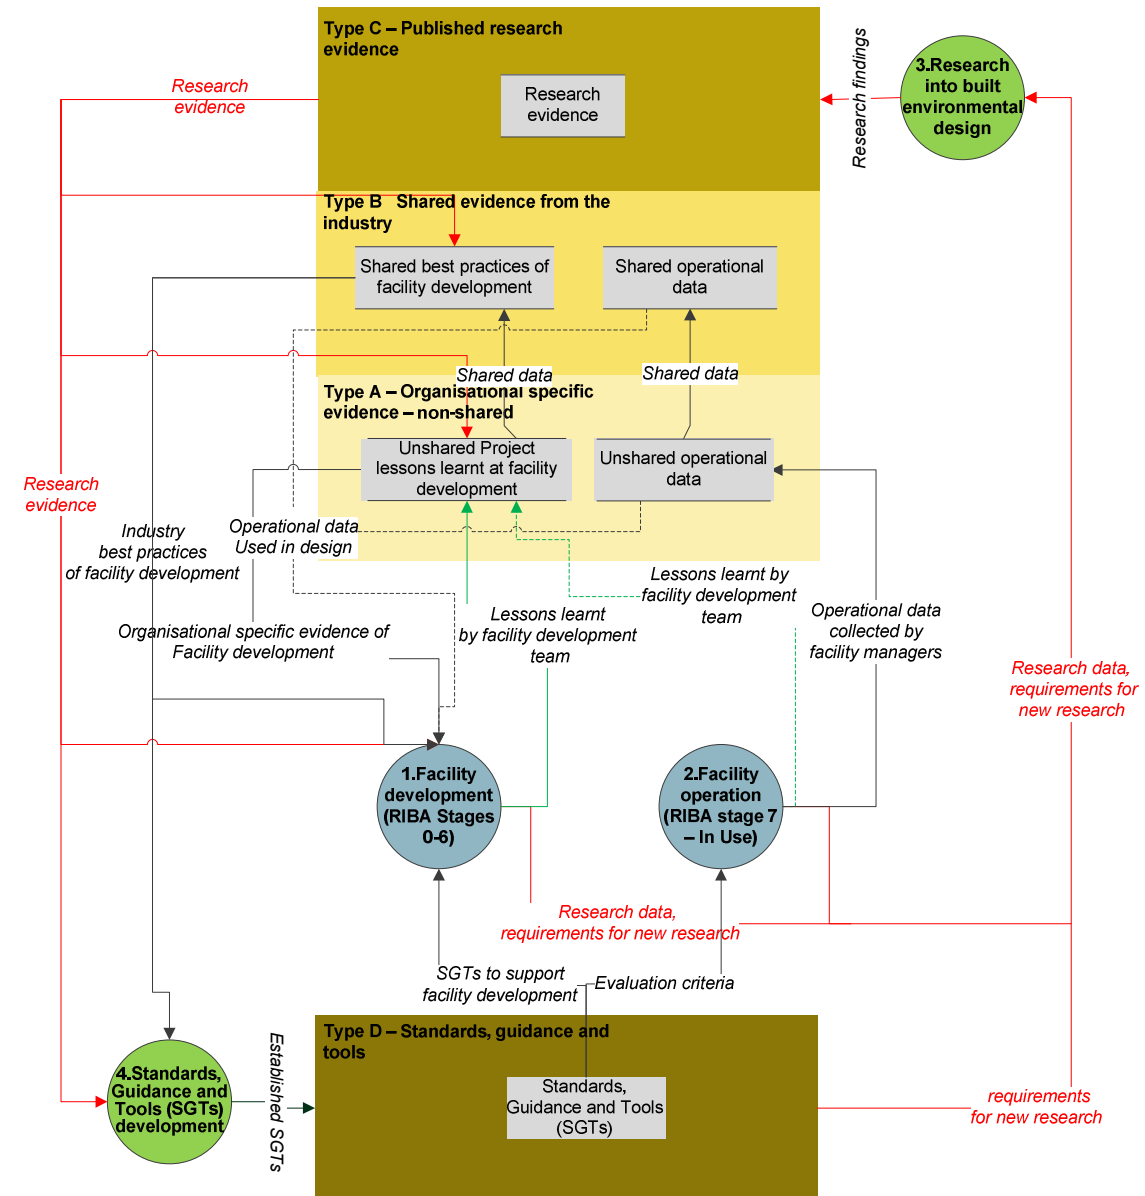 Type C – Published research
evidence
Research
evidence
Research
evidence
Research findings
3.Research
into built
environmental
design
Type B   Shared evidence from the
industry
Shared best practices of
facility development
Shared operational
data
Shared data
Shared data
Type A – Organisational specific
evidence – non-shared
Unshared Project
lessons learnt at facility
development
Unshared operational
data
Research
evidence
Industry
best practices
of facility development
Operational data
Used in design
Organisational specific evidence of
Facility development
Lessons learnt
by facility development
team
Lessons learnt by
facility development
team
Operational data
collected by
facility managers
Research data,
requirements for
new research
1.Facility
development
(RIBA Stages
0-6)
2.Facility
operation
(RIBA stage 7
– In Use)
Research data,
requirements for new research
SGTs to support
facility development
Evaluation criteria
Type D – Standards, guidance and
tools
Standards,
Guidance and Tools
(SGTs)
4.Standards,
Guidance and
Tools (SGTs)
development
Established SGTs
requirements
for new research